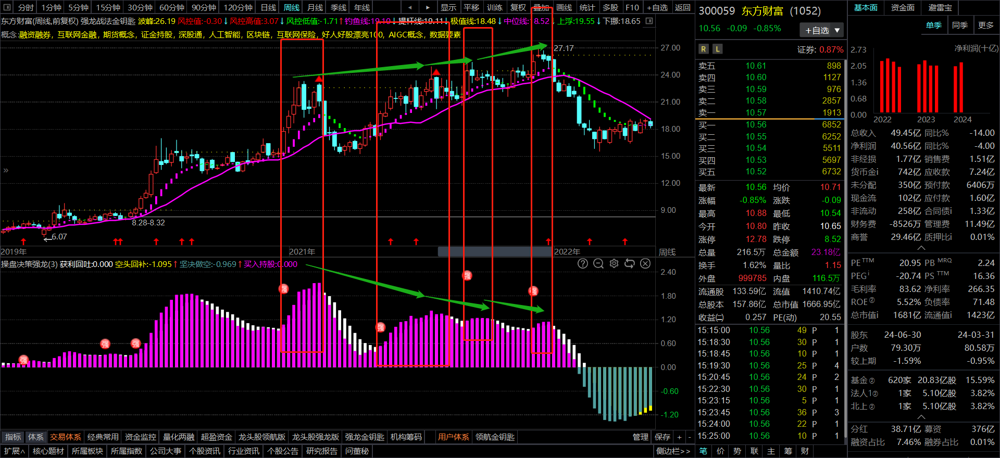 分时 1分钟 5分钟 15分钟 30分钟 60分钟 90分钟 120分钟 日线 周线 月线 季线 年线 显示 平移 训练 复权 叠加 画线 统计 多股 F10 +自选 返回
东方财富(周线,前复权) 强龙战法金钥匙 波峰:26.19 风控值:-0.30↓ 风控高值:3.07↓ 风控低值:-1.71↑ 钓鱼线:19.10↓ 提杆线:19.11↓ 极值线:18.48↓ 中位线:18.52↓ 上浮:19.55↓ 下挪:18.65
概念:融资融券，互联网金融，期货概念，证金持股，深股通，人工智能，区块链，互联网保险，好人好股漂亮100，AIGC概念，数据要素
27.17
27.00
24.00
21.00
18.00
15.00
12.00
9.00
8.28-8.32
6.07
»
2019年 2021年 2022年 周线
操盘决策强龙(3) 获利回吐:0.000 空头回补:-1.095↑ 坚决做空:-0.969↑ 买入持股:0.000
2.40
1.80
1.20
0.60
0.00
-0.60
-1.20
强 强 强 强 强 强 强
指标 体系 交易体系 经典常用 资金监控 量化两融 超盈资金 龙头股领航版 龙头股强龙版 强龙金钥匙 机构筹码 用户体系 领航金钥匙 管理 保存 + -
扩展∧ 核心题材 所属板块 所属指数 公司大事 个股资讯 行业资讯 个股公告 研究报告 问董秘 侧边栏>>
300059 东方财富 (1052)
10.56 -0.09 -0.85% +自选 ▼
R L 证券: 0.87%
卖五 10.61 898
卖四 10.60 1127
卖三 10.59 976
卖二 10.58 2857
卖一 10.57 1913
买一 10.56 6852
买二 10.55 6252
买三 10.54 5511
买四 10.53 5697
买五 10.52 6732
最新 10.56 均价 10.71
涨幅 -0.85% 涨跌 -0.09
最高 10.88 最低 10.54
今开 10.80 昨收 10.65
涨停 12.78 跌停 8.52
总量 216.5万 总金额 23.18亿
换手 1.62% 量比 1.15
外盘 999785 内盘 116.5万
流通股 133.59亿 流值 1410.74亿
总股本 157.86亿 总市值 1666.95亿
收益㈡ 0.257 PE(动) 20.55
15:15:00 10.56 49 P 1
15:18:30 10.56 30 P 1
15:18:45 10.56 10 P 1
15:19:30 10.56 25 P 4
15:20:45 10.56 24 P 2
15:22:30 10.56 30 P 1
15:23:15 10.56 5 P 1
15:23:45 10.56 36 P 3
15:24:00 10.56 22 P 1
15:25:00 10.56 10 P 1
笔 价 势 联 主 筹 财
基本面 资金面 避雷宝
单季 同季 更多
净利润(十亿)
2.73
2.05
1.36
0.68
0.00
2022 2023 2024
总收入 49.45亿 同比% -14.00
净利润 40.56亿 同比% -4.00
非经损 1.77亿 销售费 1.51亿
货币金i 742亿 应收款 7.24亿
未分配 350亿 预付款 6406万
现金流 102亿 应付款 1.60亿
非流动 258亿 合同债i 1.33亿
财务费 -8526万 管理费 11.49亿
商誉 29.46亿 质押比i 0.01%
PE TTM 20.95 PB MRQ 2.24
PEG i -20.74 PS TTM 16.36
毛利率 83.62 净利率 266.35
ROE② 5.52% 负债率 71.48
总市值i 1681亿 流通值i 1423亿
股东 24-06-30 24-03-31
户数 79.30万 80.58万
较上期 -1.59% -0.95%
基金② 620家 20.83亿股 15.59%
法人1② 1家 5.10亿股 3.82%
北上② 1家 5.10亿股 3.82%
分红 38.71亿 募资 376亿
融资占比 7.46% 融券占比 0.01%